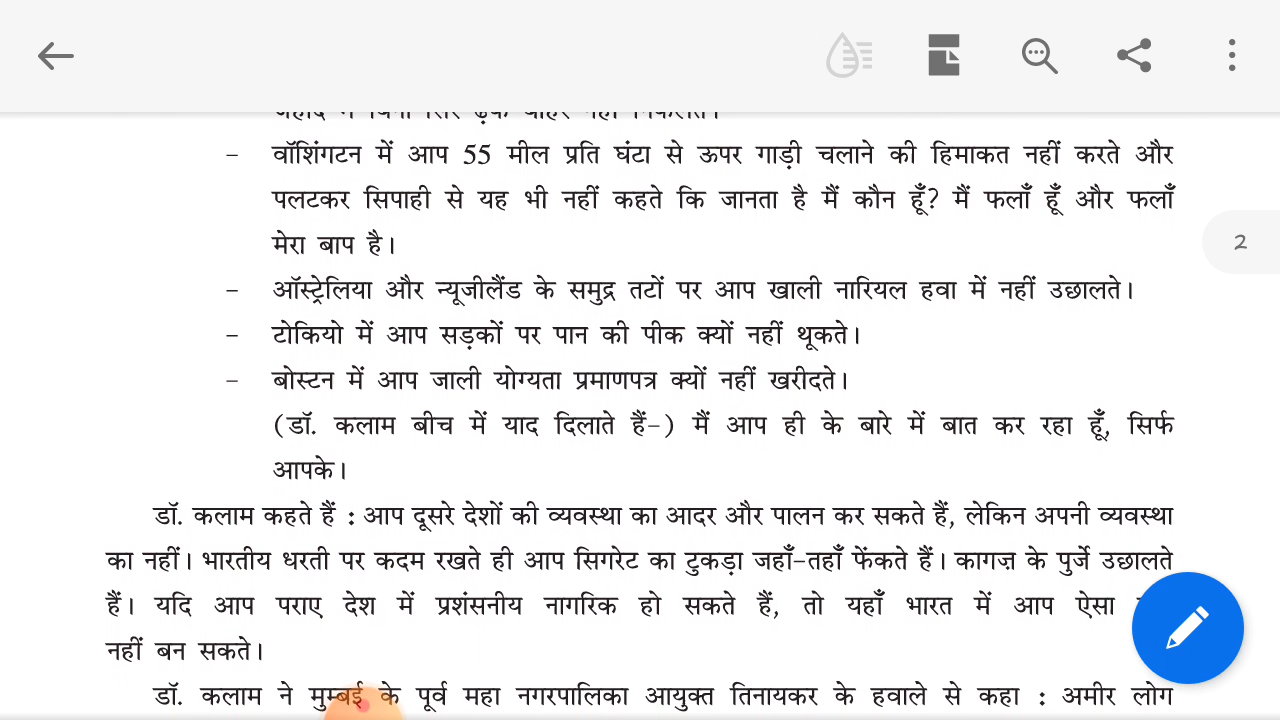 – वॉशिंगटन में आप 55 मील प्रति घंटा से ऊपर गाड़ी चलाने की हिमाकत नहीं करते और
पलटकर सिपाही से यह भी नहीं कहते कि जानता है मैं कौन हूँ? मैं फलाँ हूँ और फलाँ
मेरा बाप है।
2
– ऑस्ट्रेलिया और न्यूजीलैंड के समुद्र तटों पर आप खाली नारियल हवा में नहीं उछालते।
– टोकियो में आप सड़कों पर पान की पीक क्यों नहीं थूकते।
– बोस्टन में आप जाली योग्यता प्रमाणपत्र क्यों नहीं खरीदते।
(डॉ. कलाम बीच में याद दिलाते हैं–) मैं आप ही के बारे में बात कर रहा हूँ, सिर्फ
आपके।
डॉ. कलाम कहते हैं : आप दूसरे देशों की व्यवस्था का आदर और पालन कर सकते हैं, लेकिन अपनी व्यवस्था
का नहीं। भारतीय धरती पर कदम रखते ही आप सिगरेट का टुकड़ा जहाँ–तहाँ फेंकते हैं। कागज़ के पुर्जे उछालते
हैं। यदि आप पराए देश में प्रशंसनीय नागरिक हो सकते हैं, तो यहाँ भारत में आप ऐसा
नहीं बन सकते।
डॉ. कलाम ने मुम्बई के पूर्व महा नगरपालिका आयुक्त तिनायकर के हवाले से कहा : अमीर लोग